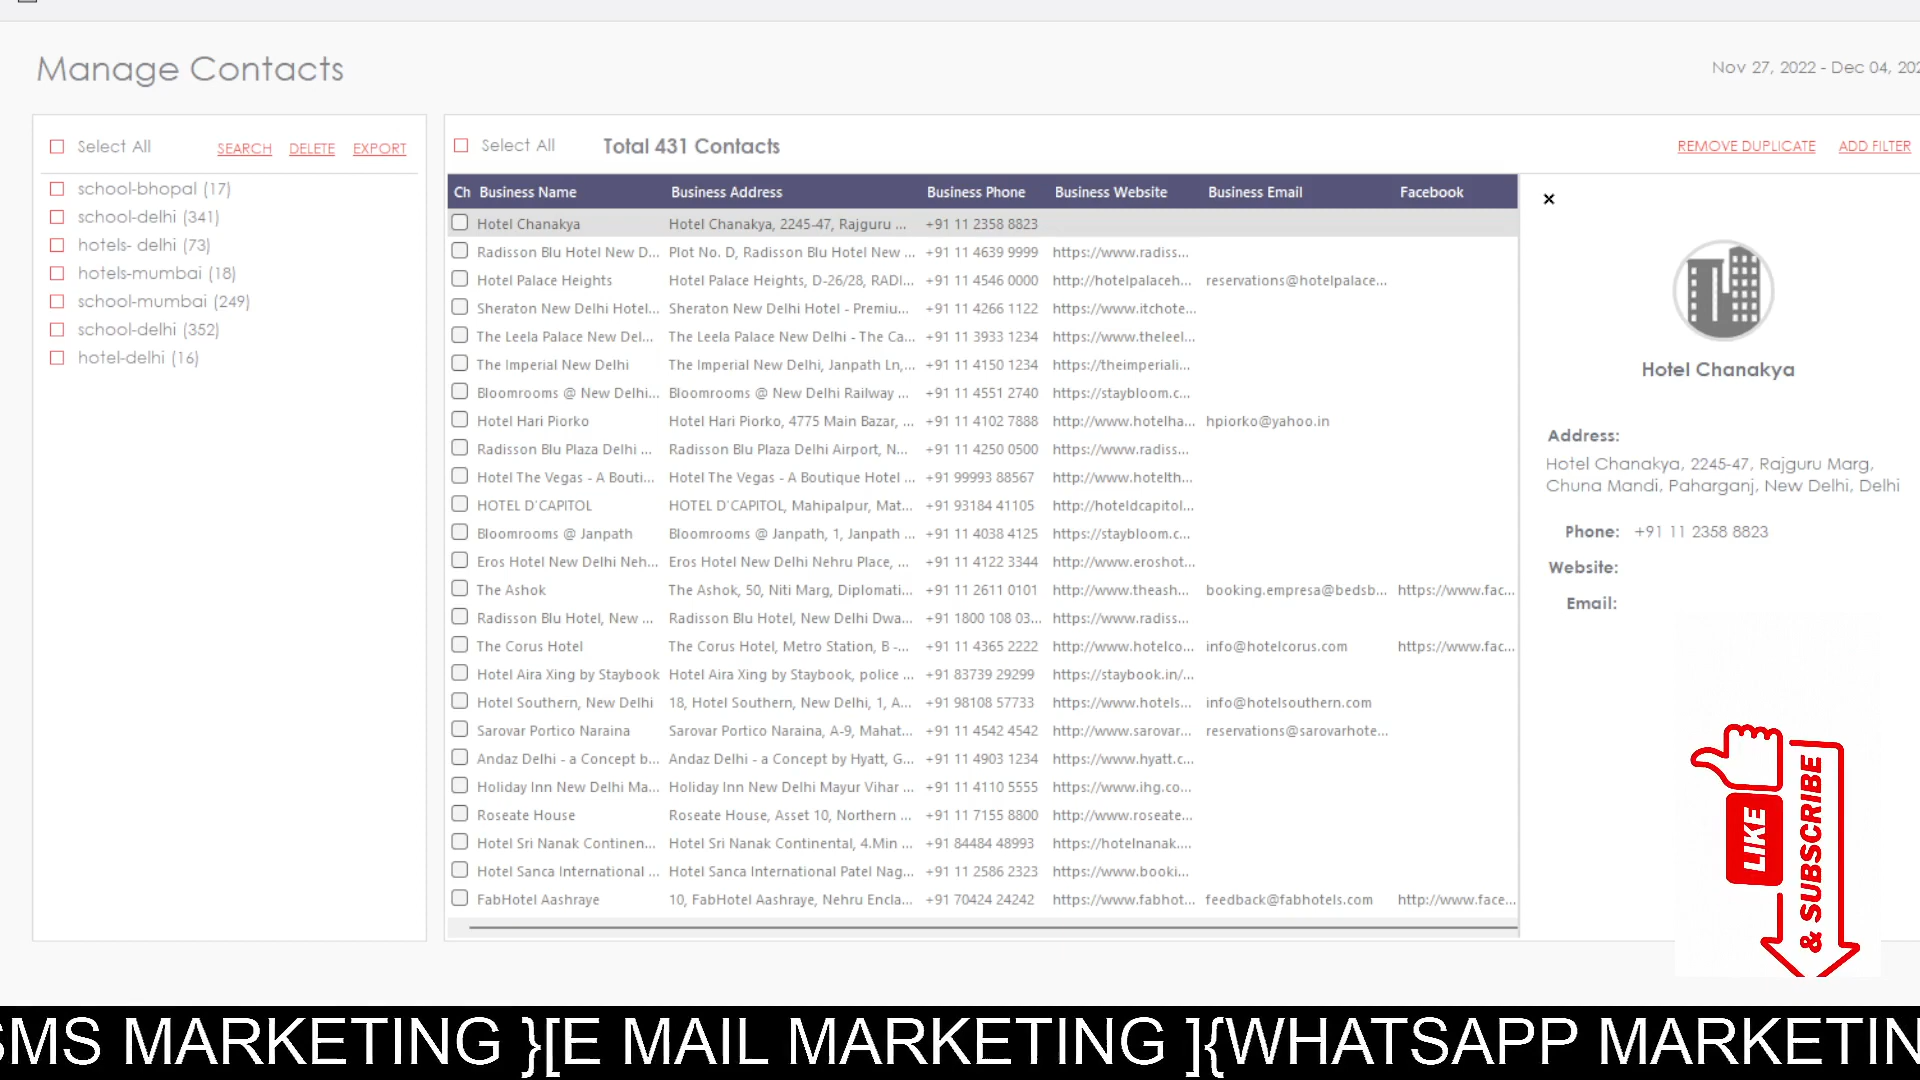 Manage Contacts
Nov 27, 2022 - Dec 04, 202
Select All SEARCH DELETE EXPORT
school-bhopal (17)
school-delhi (341)
hotels- delhi (73)
hotels-mumbai (18)
school-mumbai (249)
school-delhi (352)
hotel-delhi (16)
Select All Total 431 Contacts REMOVE DUPLICATE ADD FILTER
Ch Business Name Business Address Business Phone Business Website Business Email Facebook
Hotel Chanakya Hotel Chanakya, 2245-47, Rajguru ... +91 11 2358 8823
Radisson Blu Hotel New D... Plot No. D, Radisson Blu Hotel New ... +91 11 4639 9999 https://www.radiss...
Hotel Palace Heights Hotel Palace Heights, D-26/28, RADI... +91 11 4546 0000 http://hotelpalaceh... reservations@hotelpalace...
Sheraton New Delhi Hotel... Sheraton New Delhi Hotel - Premiu... +91 11 4266 1122 https://www.itchote...
The Leela Palace New Del... The Leela Palace New Delhi - The Ca... +91 11 3933 1234 https://www.theleel...
The Imperial New Delhi The Imperial New Delhi, Janpath Ln,... +91 11 4150 1234 https://theimperiali...
Bloomrooms @ New Delhi... Bloomrooms @ New Delhi Railway ... +91 11 4551 2740 https://staybloom.c...
Hotel Hari Piorko Hotel Hari Piorko, 4775 Main Bazar, ... +91 11 4102 7888 http://www.hotelha... hpiorko@yahoo.in
Radisson Blu Plaza Delhi ... Radisson Blu Plaza Delhi Airport, N... +91 11 4250 0500 https://www.radiss...
Hotel The Vegas - A Bouti... Hotel The Vegas - A Boutique Hotel ... +91 99993 88567 http://www.hotelth...
HOTEL D'CAPITOL HOTEL D'CAPITOL, Mahipalpur, Mat... +91 93184 41105 http://hoteldcapitol...
Bloomrooms @ Janpath Bloomrooms @ Janpath, 1, Janpath ... +91 11 4038 4125 https://staybloom.c...
Eros Hotel New Delhi Neh... Eros Hotel New Delhi Nehru Place, ... +91 11 4122 3344 http://www.eroshot...
The Ashok The Ashok, 50, Niti Marg, Diplomati... +91 11 2611 0101 http://www.theash... booking.empresa@bedsb... https://www.fac...
Radisson Blu Hotel, New ... Radisson Blu Hotel, New Delhi Dwa... +91 1800 108 03... https://www.radiss...
The Corus Hotel The Corus Hotel, Metro Station, B -... +91 11 4365 2222 http://www.hotelco... info@hotelcorus.com https://www.fac...
Hotel Aira Xing by Staybook Hotel Aira Xing by Staybook, police ... +91 83739 29299 https://staybook.in/...
Hotel Southern, New Delhi 18, Hotel Southern, New Delhi, 1, A... +91 98108 57733 https://www.hotels... info@hotelsouthern.com
Sarovar Portico Naraina Sarovar Portico Naraina, A-9, Mahat... +91 11 4542 4542 http://www.sarovar... reservations@sarovarhote...
Andaz Delhi - a Concept b... Andaz Delhi - a Concept by Hyatt, G... +91 11 4903 1234 https://www.hyatt.c...
Holiday Inn New Delhi Ma... Holiday Inn New Delhi Mayur Vihar ... +91 11 4110 5555 https://www.ihg.co...
Roseate House Roseate House, Asset 10, Northern ... +91 11 7155 8800 http://www.roseate...
Hotel Sri Nanak Continen... Hotel Sri Nanak Continental, 4.Min ... +91 84484 48993 https://hotelnanak....
Hotel Sanca International ... Hotel Sanca International Patel Nag... +91 11 2586 2323 https://www.booki...
FabHotel Aashraye 10, FabHotel Aashraye, Nehru Encla... +91 70424 24242 https://www.fabhot... feedback@fabhotels.com http://www.face...
Hotel Chanakya
Address:
Hotel Chanakya, 2245-47, Rajguru Marg,
Chuna Mandi, Paharganj, New Delhi, Delhi
Phone: +91 11 2358 8823
Website:
Email:
LIKE
& SUBSCRIBE
SMS MARKETING }[E MAIL MARKETING ]{WHATSAPP MARKETIN